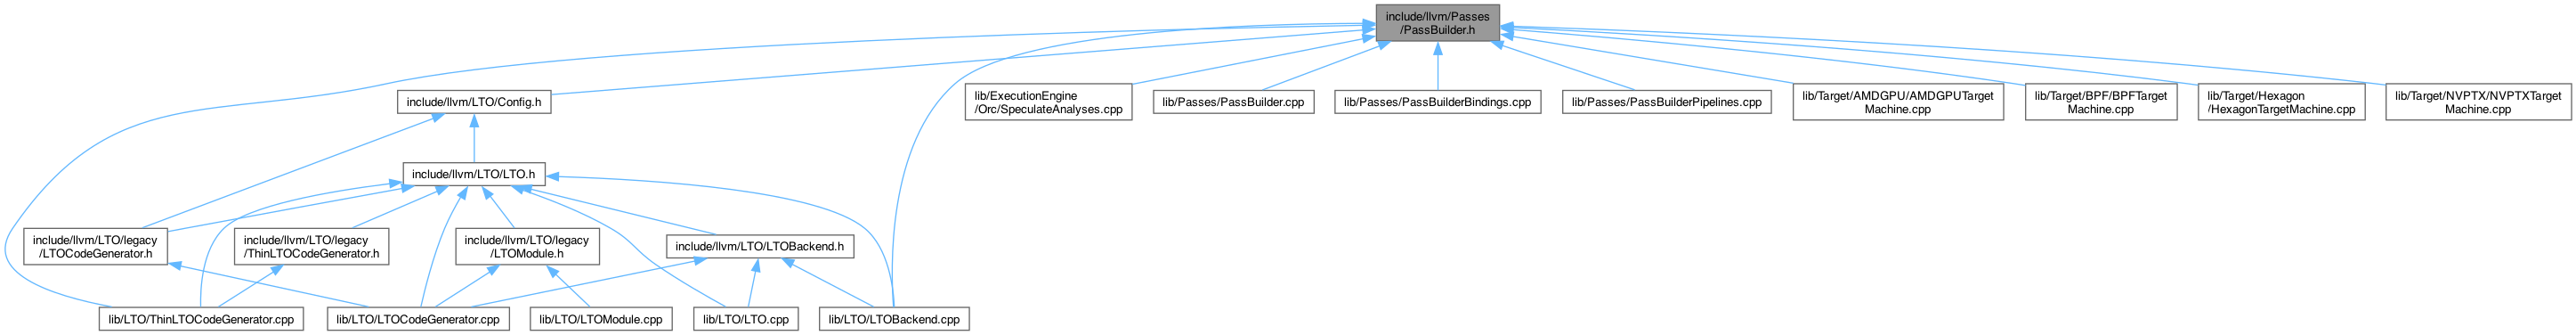 include/llvm/Passes
/PassBuilder.h
include/llvm/LTO/Config.h
lib/ExecutionEngine
/Orc/SpeculateAnalyses.cpp
lib/Passes/PassBuilder.cpp
lib/Passes/PassBuilderBindings.cpp
lib/Passes/PassBuilderPipelines.cpp
lib/Target/AMDGPU/AMDGPUTarget
Machine.cpp
lib/Target/BPF/BPFTarget
Machine.cpp
lib/Target/Hexagon
/HexagonTargetMachine.cpp
lib/Target/NVPTX/NVPTXTarget
Machine.cpp
include/llvm/LTO/LTO.h
include/llvm/LTO/legacy
/LTOCodeGenerator.h
include/llvm/LTO/legacy
/ThinLTOCodeGenerator.h
include/llvm/LTO/legacy
/LTOModule.h
include/llvm/LTO/LTOBackend.h
lib/LTO/ThinLTOCodeGenerator.cpp
lib/LTO/LTOCodeGenerator.cpp
lib/LTO/LTOModule.cpp
lib/LTO/LTO.cpp
lib/LTO/LTOBackend.cpp